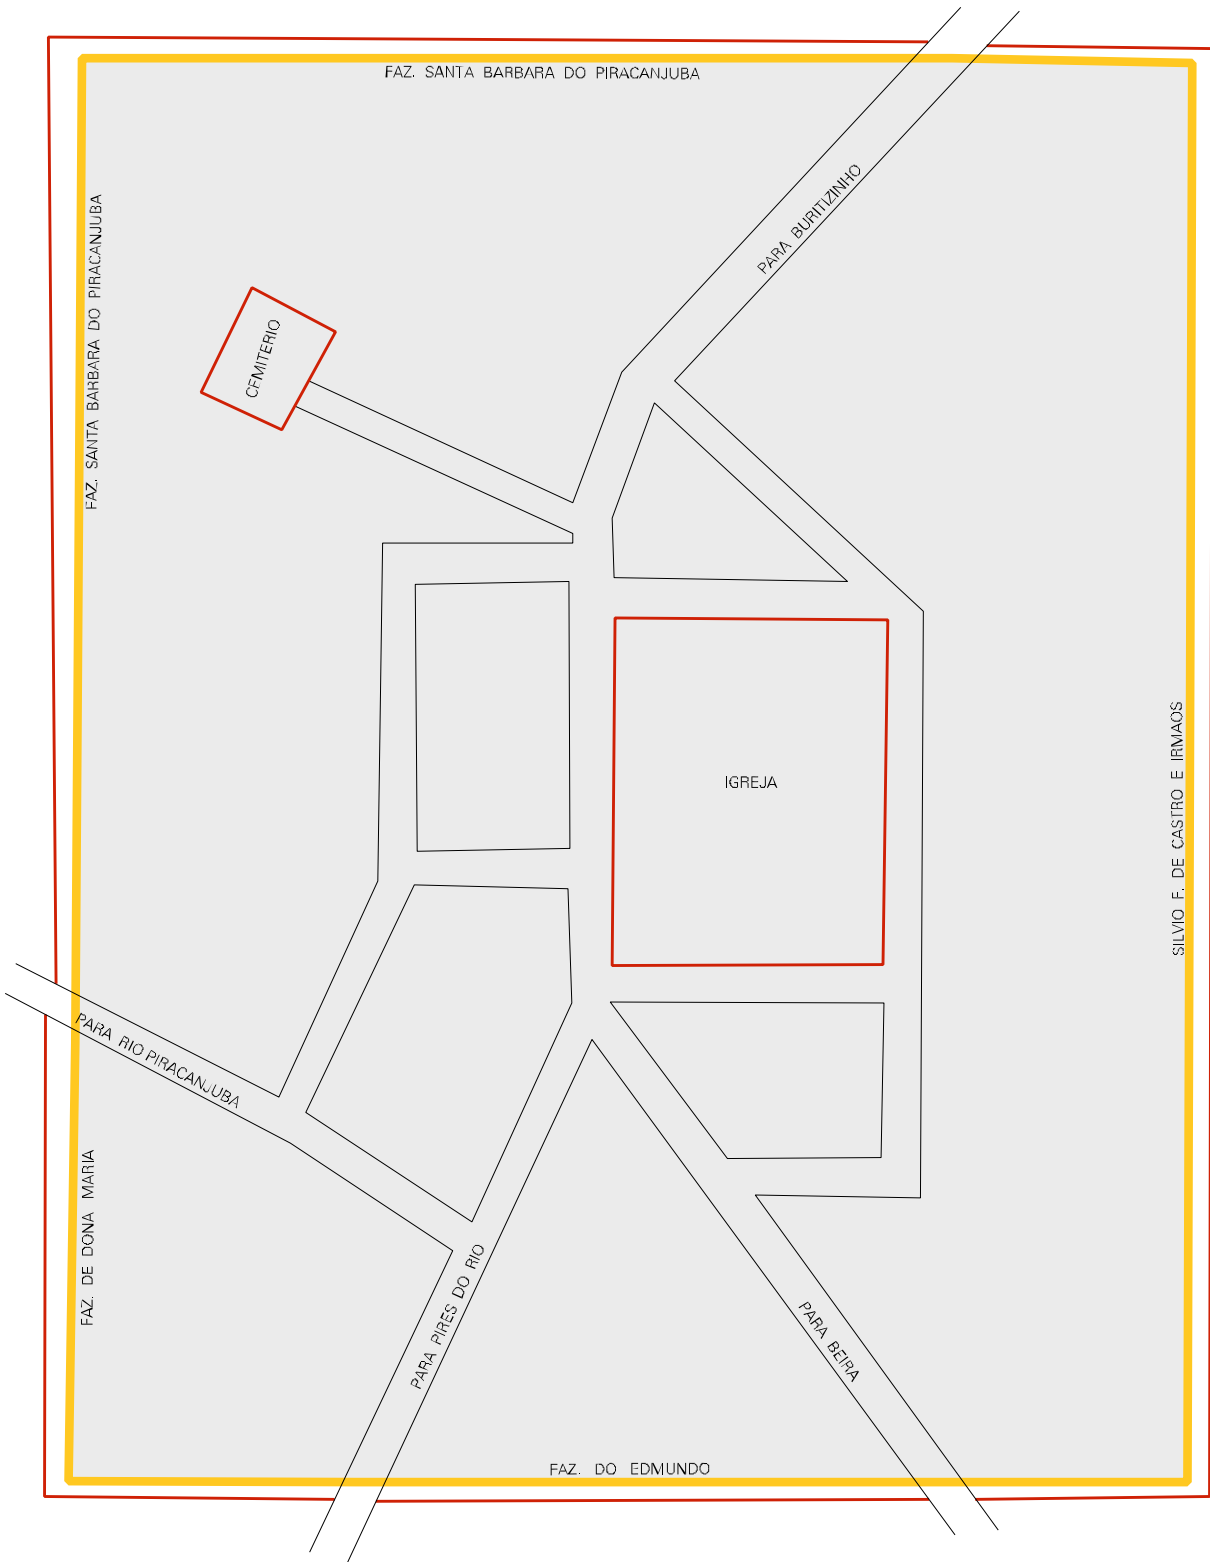 FAZ. SANTA BARBARA DO PIRACANJUBA
PARA BURITIZINHO
FAZ. SANTA BARBARA DO PIRACANJUBA
CEMITERIO
IGREJA
SILVIO F. DE CASTRO E IRMAOS
PARA RIO PIRACANJUBA
FAZ. DE DONA MARIA
PARA PIRES DO RIO
PARA BEIRA
FAZ. DO EDMUNDO